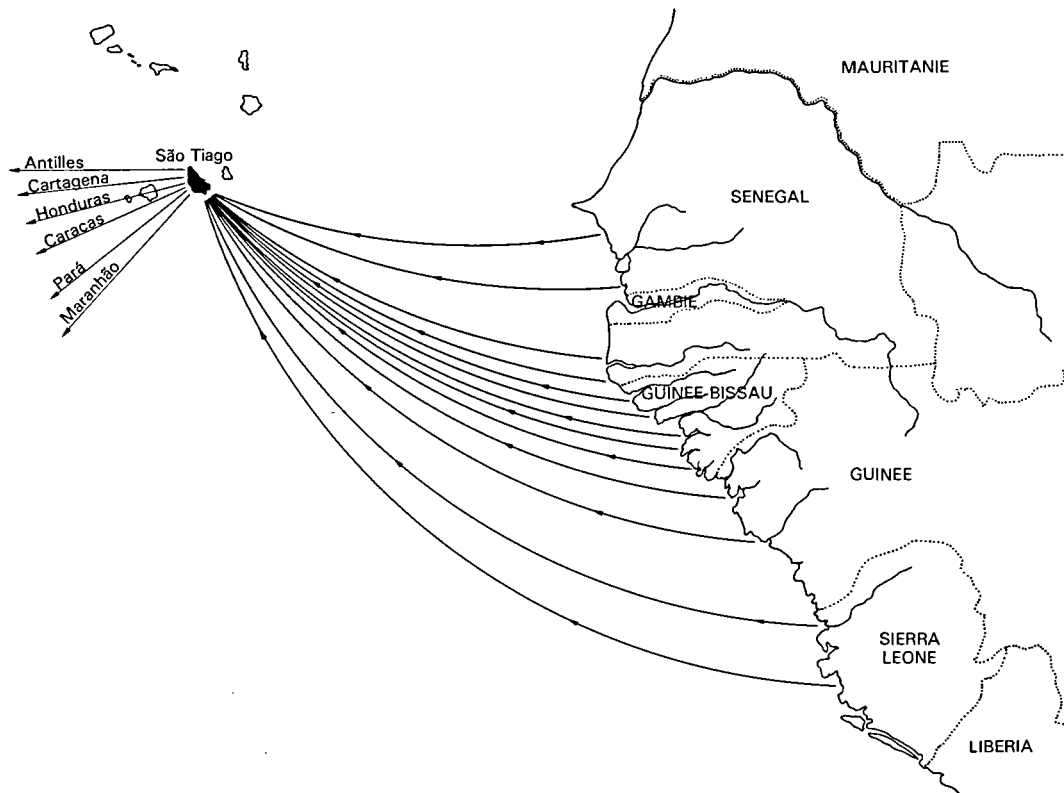 MAURITANIE
São Tiago
Antilles
Cartagena
Honduras
Caracas
Pará
Maranhão
SENEGAL
GAMBIE
GUINEE-BISSAU
GUINEE
SIERRA
LEONE
LIBERIA